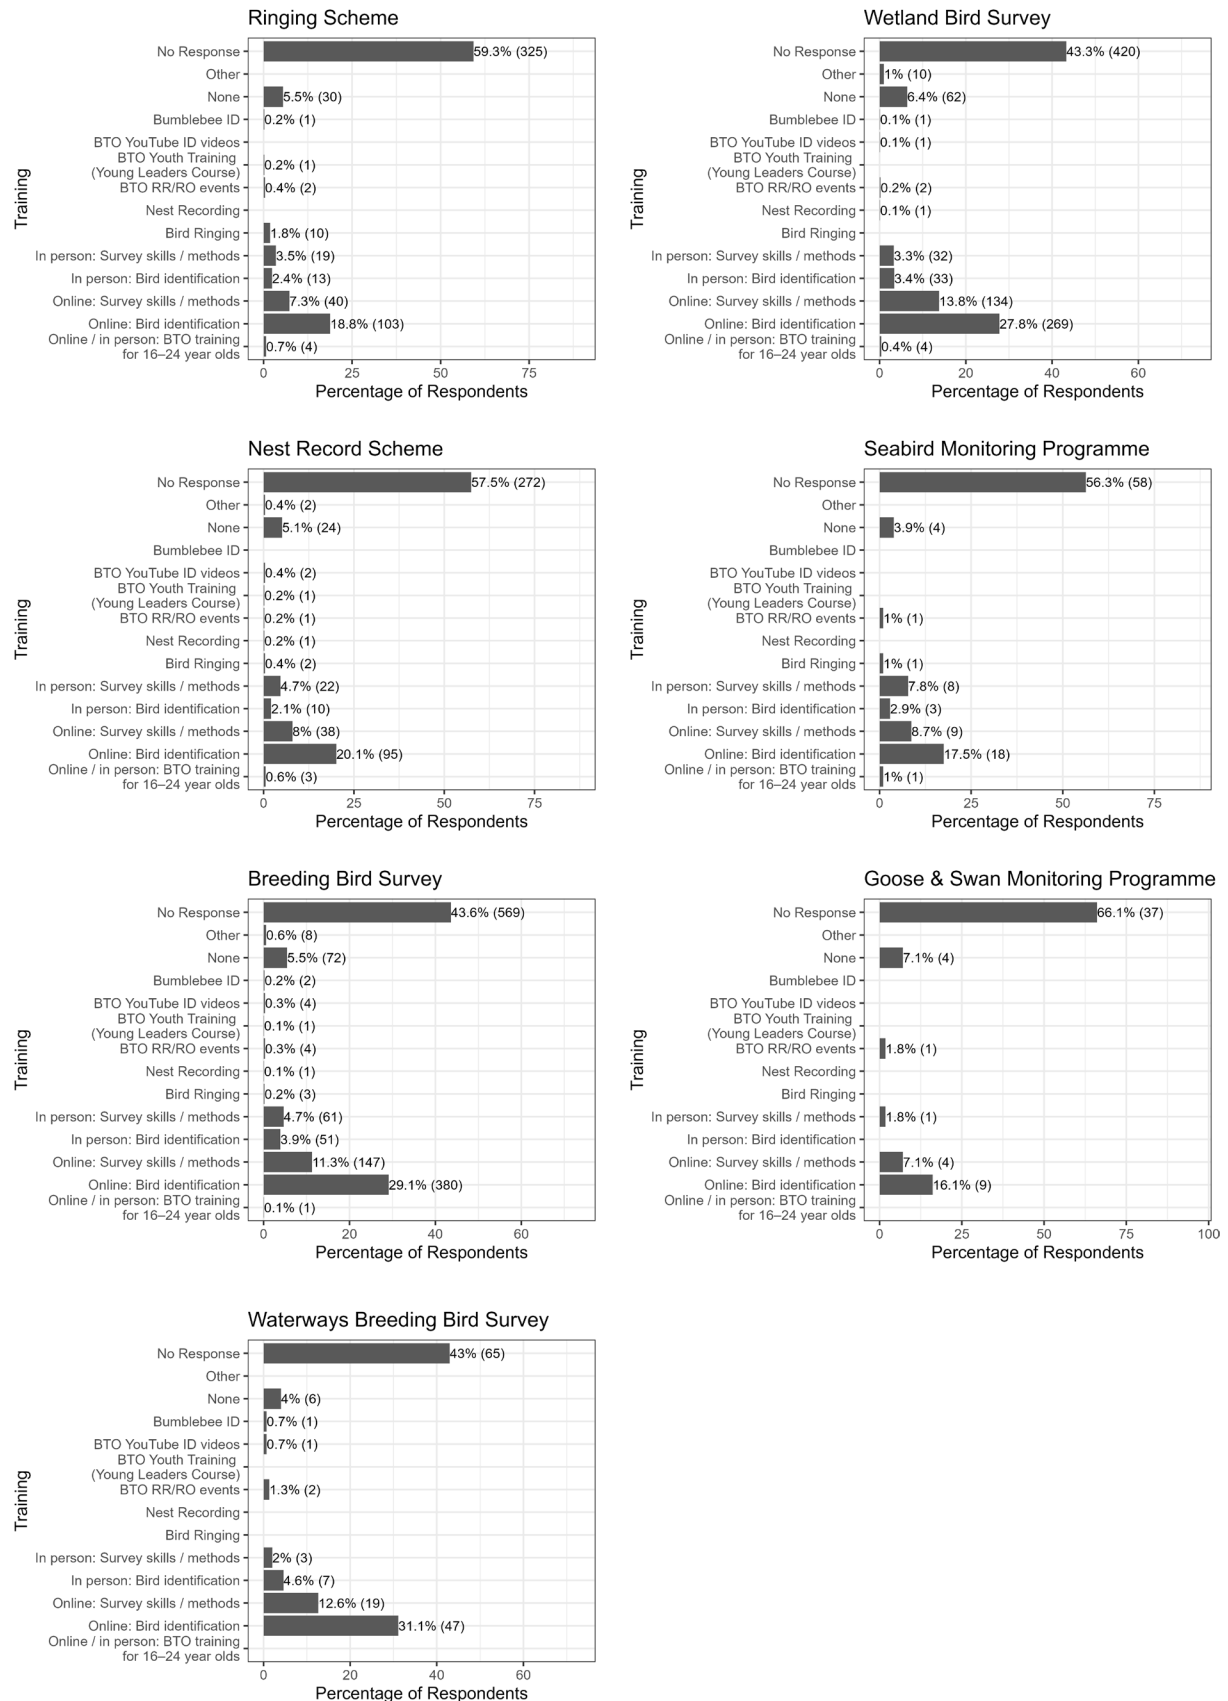 Ringing Scheme
Training
No Response
59.3% (325)
Other
None
5.5% (30)
Bumblebee ID
0.2% (1)
BTO YouTube ID videos
BTO Youth Training
(Young Leaders Course)
0.2% (1)
BTO RR/RO events
0.4% (2)
Nest Recording
Bird Ringing
1.8% (10)
In person: Survey skills / methods
3.5% (19)
In person: Bird identification
2.4% (13)
Online: Survey skills / methods
7.3% (40)
Online: Bird identification
18.8% (103)
Online / in person: BTO training
for 16–24 year olds
0.7% (4)
0 25 50 75
Percentage of Respondents
Wetland Bird Survey
Training
No Response
43.3% (420)
Other
1% (10)
None
6.4% (62)
Bumblebee ID
0.1% (1)
BTO YouTube ID videos
0.1% (1)
BTO Youth Training
(Young Leaders Course)
BTO RR/RO events
0.2% (2)
Nest Recording
0.1% (1)
Bird Ringing
In person: Survey skills / methods
3.3% (32)
In person: Bird identification
3.4% (33)
Online: Survey skills / methods
13.8% (134)
Online: Bird identification
27.8% (269)
Online / in person: BTO training
for 16–24 year olds
0.4% (4)
0 20 40 60
Percentage of Respondents
Nest Record Scheme
Training
No Response
57.5% (272)
Other
0.4% (2)
None
5.1% (24)
Bumblebee ID
BTO YouTube ID videos
0.4% (2)
BTO Youth Training
(Young Leaders Course)
0.2% (1)
BTO RR/RO events
0.2% (1)
Nest Recording
0.2% (1)
Bird Ringing
0.4% (2)
In person: Survey skills / methods
4.7% (22)
In person: Bird identification
2.1% (10)
Online: Survey skills / methods
8% (38)
Online: Bird identification
20.1% (95)
Online / in person: BTO training
for 16–24 year olds
0.6% (3)
0 25 50 75
Percentage of Respondents
Seabird Monitoring Programme
Training
No Response
56.3% (58)
Other
None
3.9% (4)
Bumblebee ID
BTO YouTube ID videos
BTO Youth Training
(Young Leaders Course)
BTO RR/RO events
1% (1)
Nest Recording
Bird Ringing
1% (1)
In person: Survey skills / methods
7.8% (8)
In person: Bird identification
2.9% (3)
Online: Survey skills / methods
8.7% (9)
Online: Bird identification
17.5% (18)
Online / in person: BTO training
for 16–24 year olds
1% (1)
0 25 50 75
Percentage of Respondents
Breeding Bird Survey
Training
No Response
43.6% (569)
Other
0.6% (8)
None
5.5% (72)
Bumblebee ID
0.2% (2)
BTO YouTube ID videos
0.3% (4)
BTO Youth Training
(Young Leaders Course)
0.1% (1)
BTO RR/RO events
0.3% (4)
Nest Recording
0.1% (1)
Bird Ringing
0.2% (3)
In person: Survey skills / methods
4.7% (61)
In person: Bird identification
3.9% (51)
Online: Survey skills / methods
11.3% (147)
Online: Bird identification
29.1% (380)
Online / in person: BTO training
for 16–24 year olds
0.1% (1)
0 20 40 60
Percentage of Respondents
Goose & Swan Monitoring Programme
Training
No Response
66.1% (37)
Other
None
7.1% (4)
Bumblebee ID
BTO YouTube ID videos
BTO Youth Training
(Young Leaders Course)
BTO RR/RO events
1.8% (1)
Nest Recording
Bird Ringing
In person: Survey skills / methods
1.8% (1)
In person: Bird identification
Online: Survey skills / methods
7.1% (4)
Online: Bird identification
16.1% (9)
Online / in person: BTO training
for 16–24 year olds
0 25 50 75 100
Percentage of Respondents
Waterways Breeding Bird Survey
Training
No Response
43% (65)
Other
None
4% (6)
Bumblebee ID
0.7% (1)
BTO YouTube ID videos
0.7% (1)
BTO Youth Training
(Young Leaders Course)
BTO RR/RO events
1.3% (2)
Nest Recording
Bird Ringing
In person: Survey skills / methods
2% (3)
In person: Bird identification
4.6% (7)
Online: Survey skills / methods
12.6% (19)
Online: Bird identification
31.1% (47)
Online / in person: BTO training
for 16–24 year olds
0 20 40 60
Percentage of Respondents